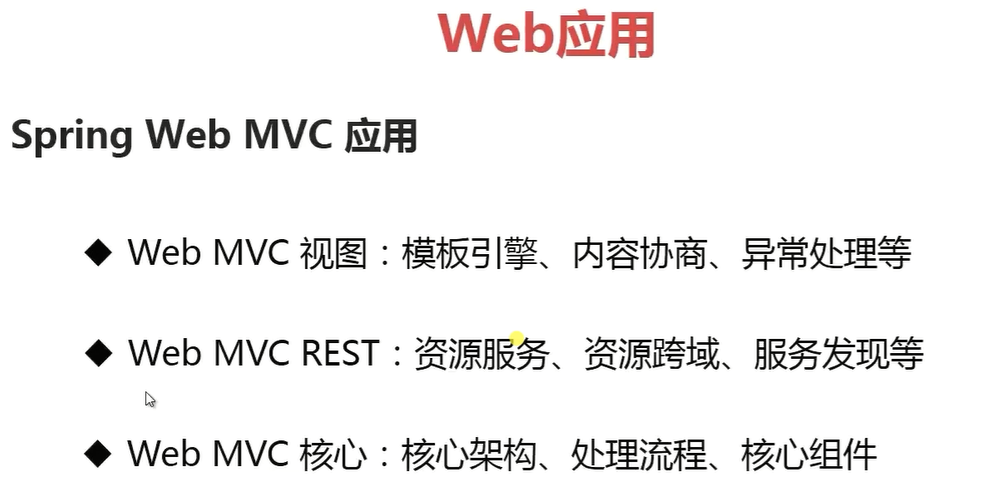 Web应用
Spring Web MVC 应用
◆ Web MVC 视图：模板引擎、内容协商、异常处理等
◆ Web MVC REST：资源服务、资源跨域、服务发现等
◆ Web MVC 核心：核心架构、处理流程、核心组件